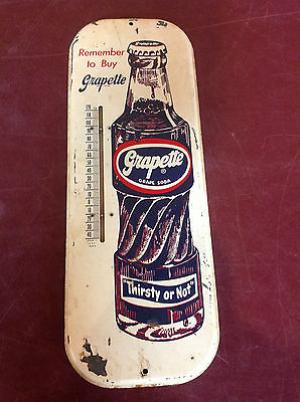 Remember
to Buy
Grapette
Grapette
®
GRAPE SODA
"Thirsty or Not"